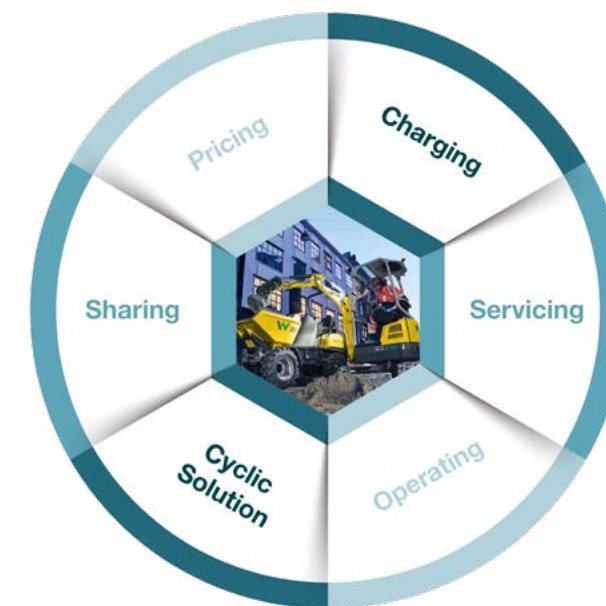 Pricing
Charging
Sharing
Servicing
Cyclic
Solution
Operating
W